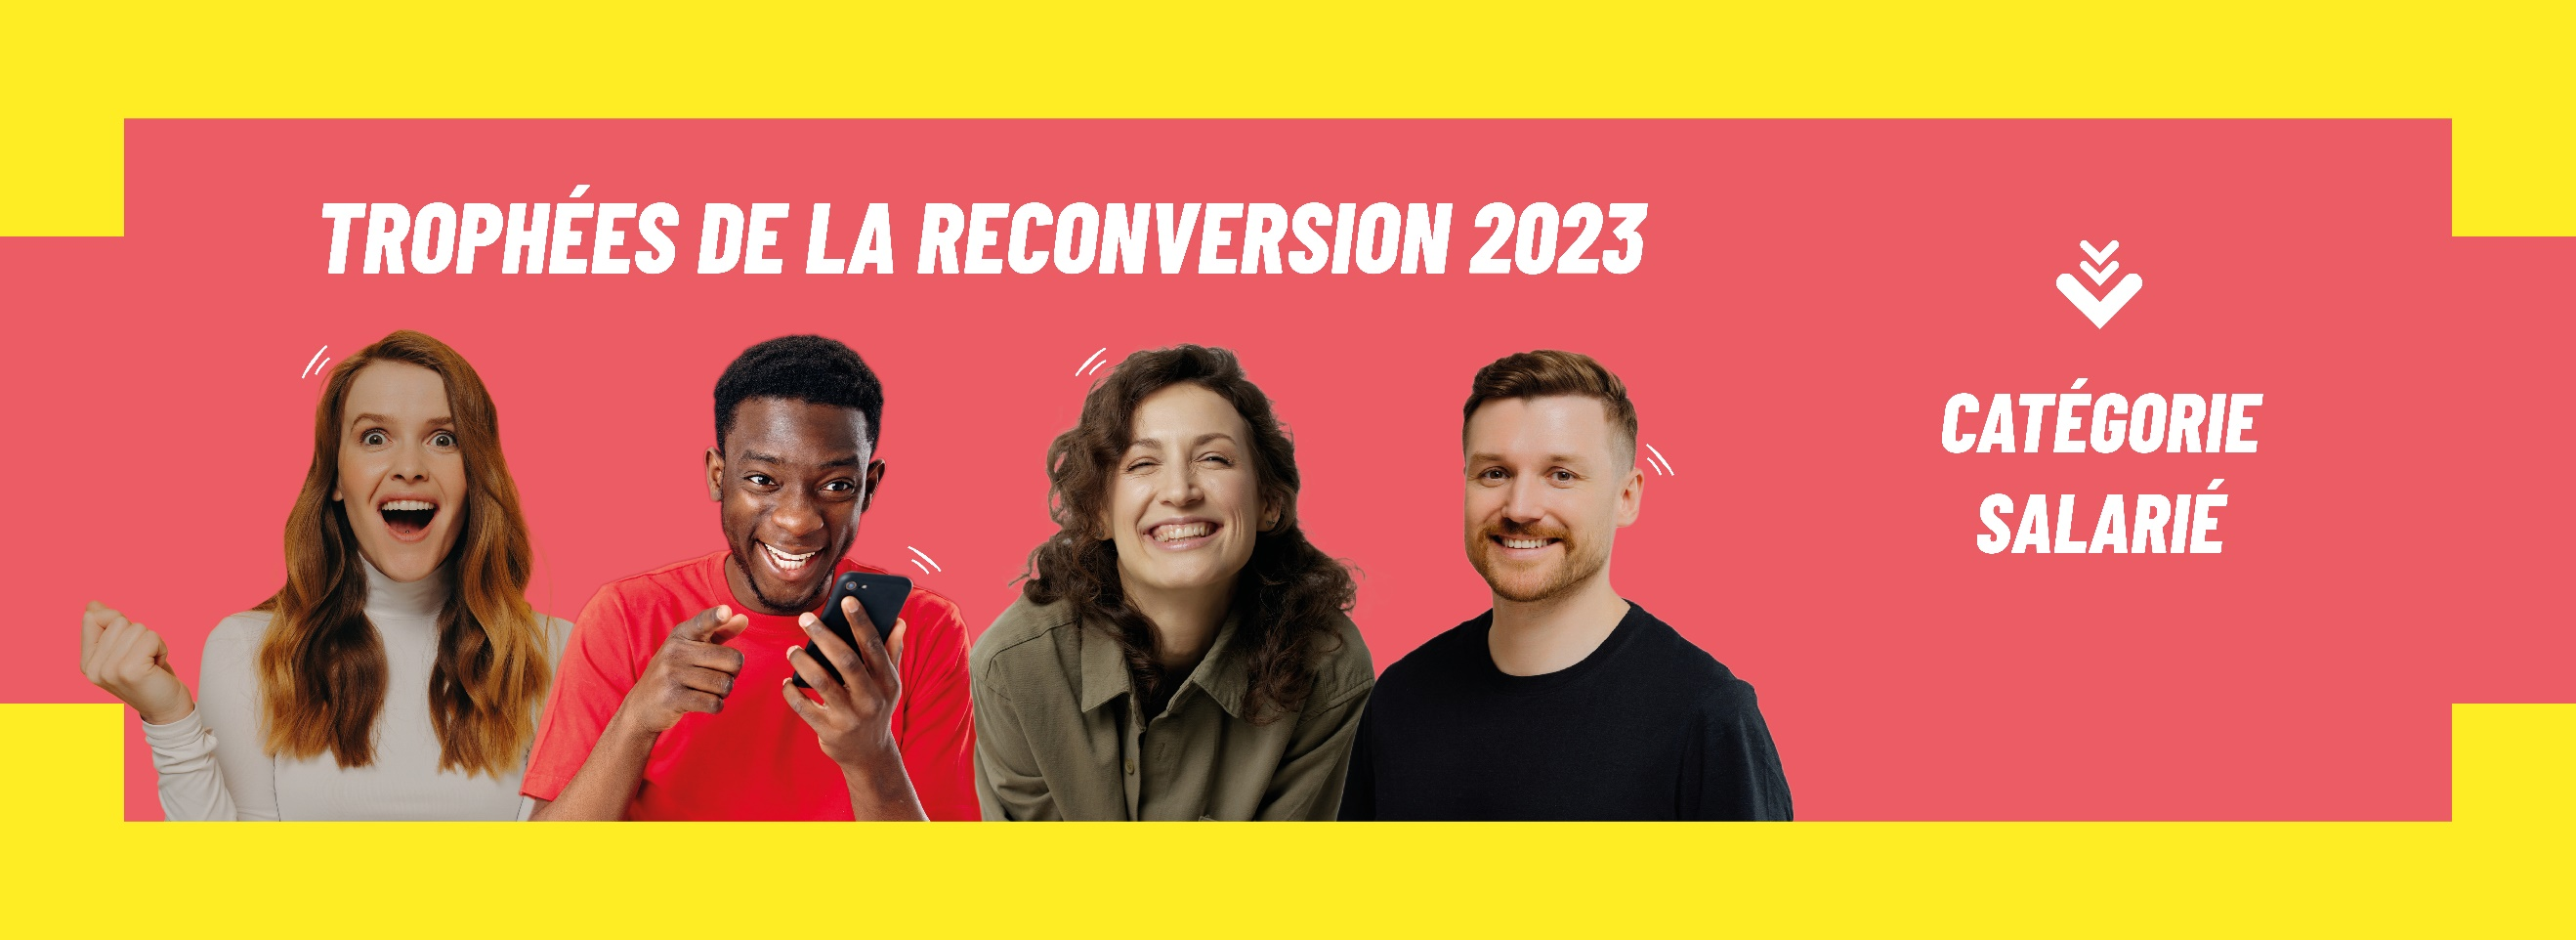 TROPHÉES DE LA RECONVERSION 2023
CATÉGORIE
SALARIÉ